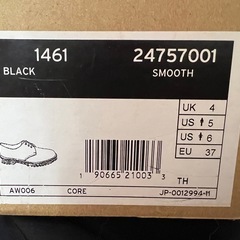 1461 24757001
BLACK SMOOTH
UK 4
US 5
US 6
EU 37
1 90665 21003 3
TH
AW006 CORE JP-0012994-M